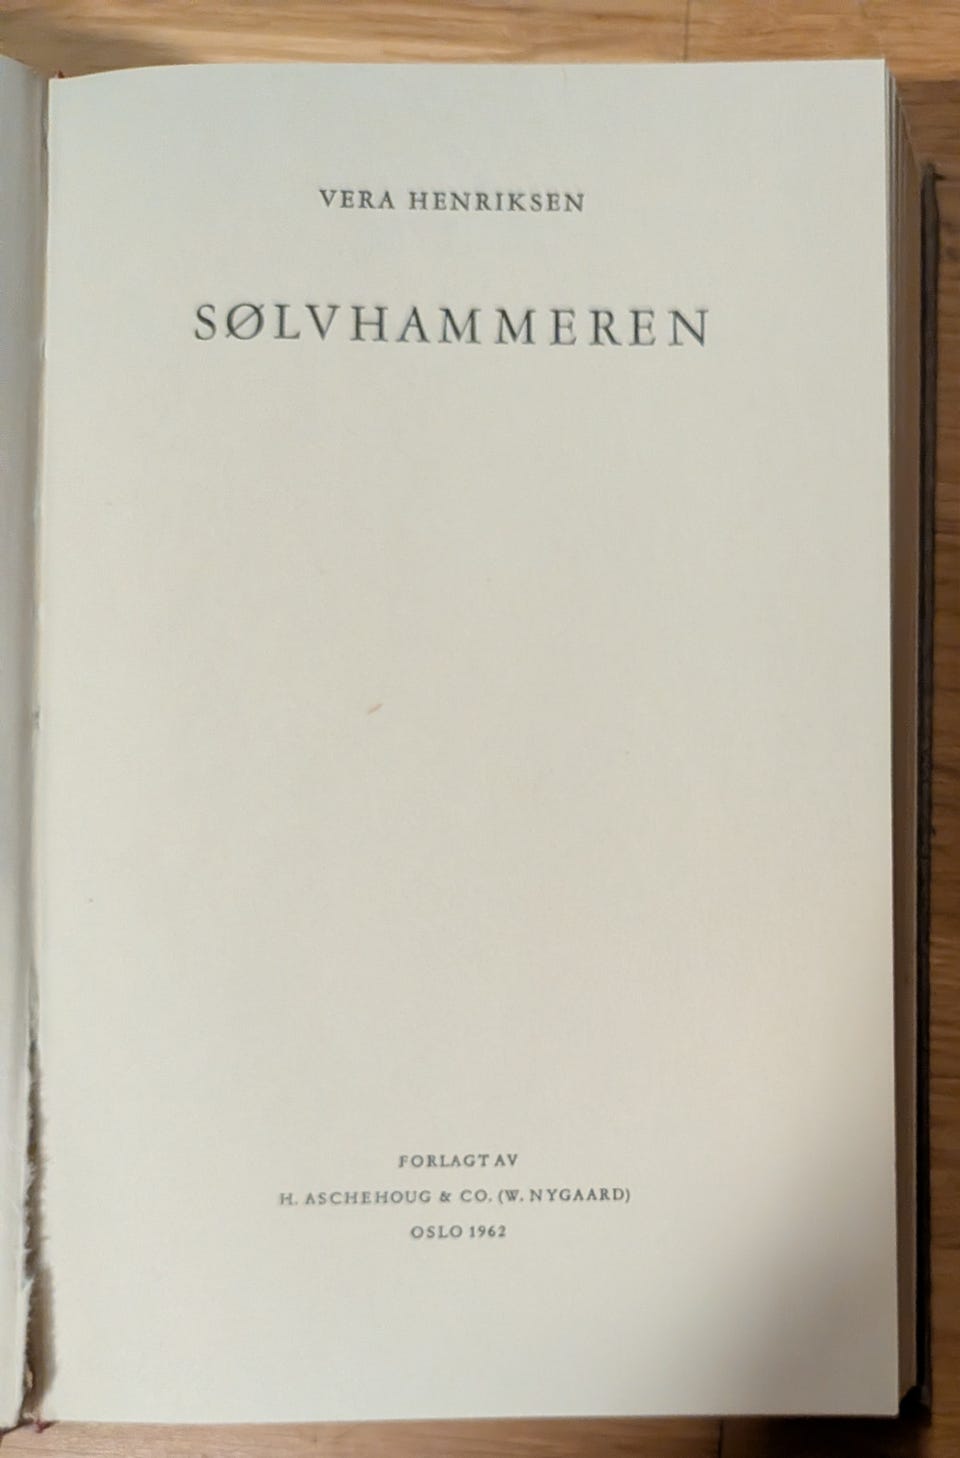 VERA HENRIKSEN
SØLVHAMMEREN
FORLAGT AV
H. ASCHEHOUG & CO. (W. NYGAARD)
OSLO 1962